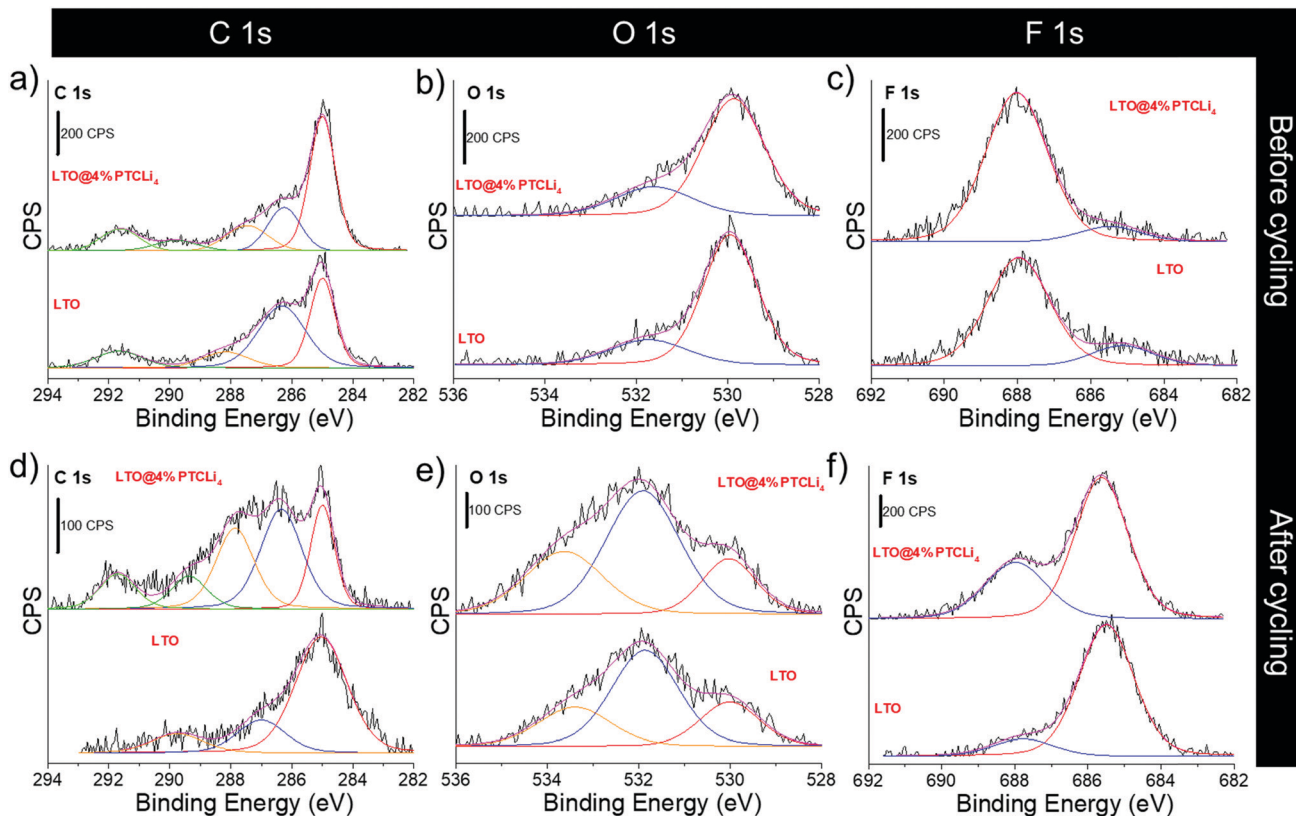 C 1s
O 1s
F 1s
a)
C 1s
200 CPS
LTO@4% PTCLi₄
LTO
CPS
294 292 290 288 286 284 282
Binding Energy (eV)
b)
O 1s
200 CPS
LTO@4%PTCLi₄
LTO
536 534 532 530 528
Binding Energy (eV)
c)
F 1s
200 CPS
LTO@4%PTCLi₄
LTO
CPS
692 690 688 686 684 682
Binding Energy (eV)
Before cycling
d)
C 1s
100 CPS
LTO@4% PTCLi₄
LTO
CPS
294 292 290 288 286 284 282
Binding Energy (eV)
e)
O 1s
100 CPS
LTO@4%PTCLi₄
LTO
CPS
536 534 532 530 528
Binding Energy (eV)
f)
F 1s
200 CPS
LTO@4%PTCLi₄
LTO
CPS
692 690 688 686 684 682
Binding Energy (eV)
After cycling